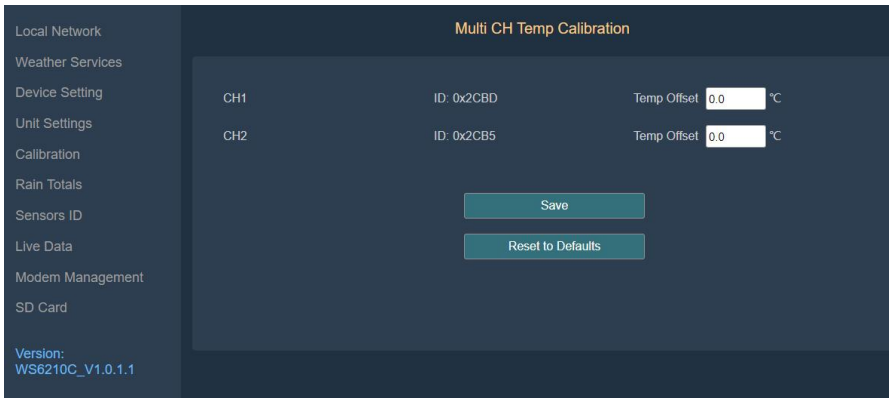 Local Network
Weather Services
Device Setting
Unit Settings
Calibration
Rain Totals
Sensors ID
Live Data
Modem Management
SD Card
Version:
WS6210C_V1.0.1.1
Multi CH Temp Calibration
CH1 ID: 0x2CBD Temp Offset 0.0 ℃
CH2 ID: 0x2CB5 Temp Offset 0.0 ℃
Save
Reset to Defaults